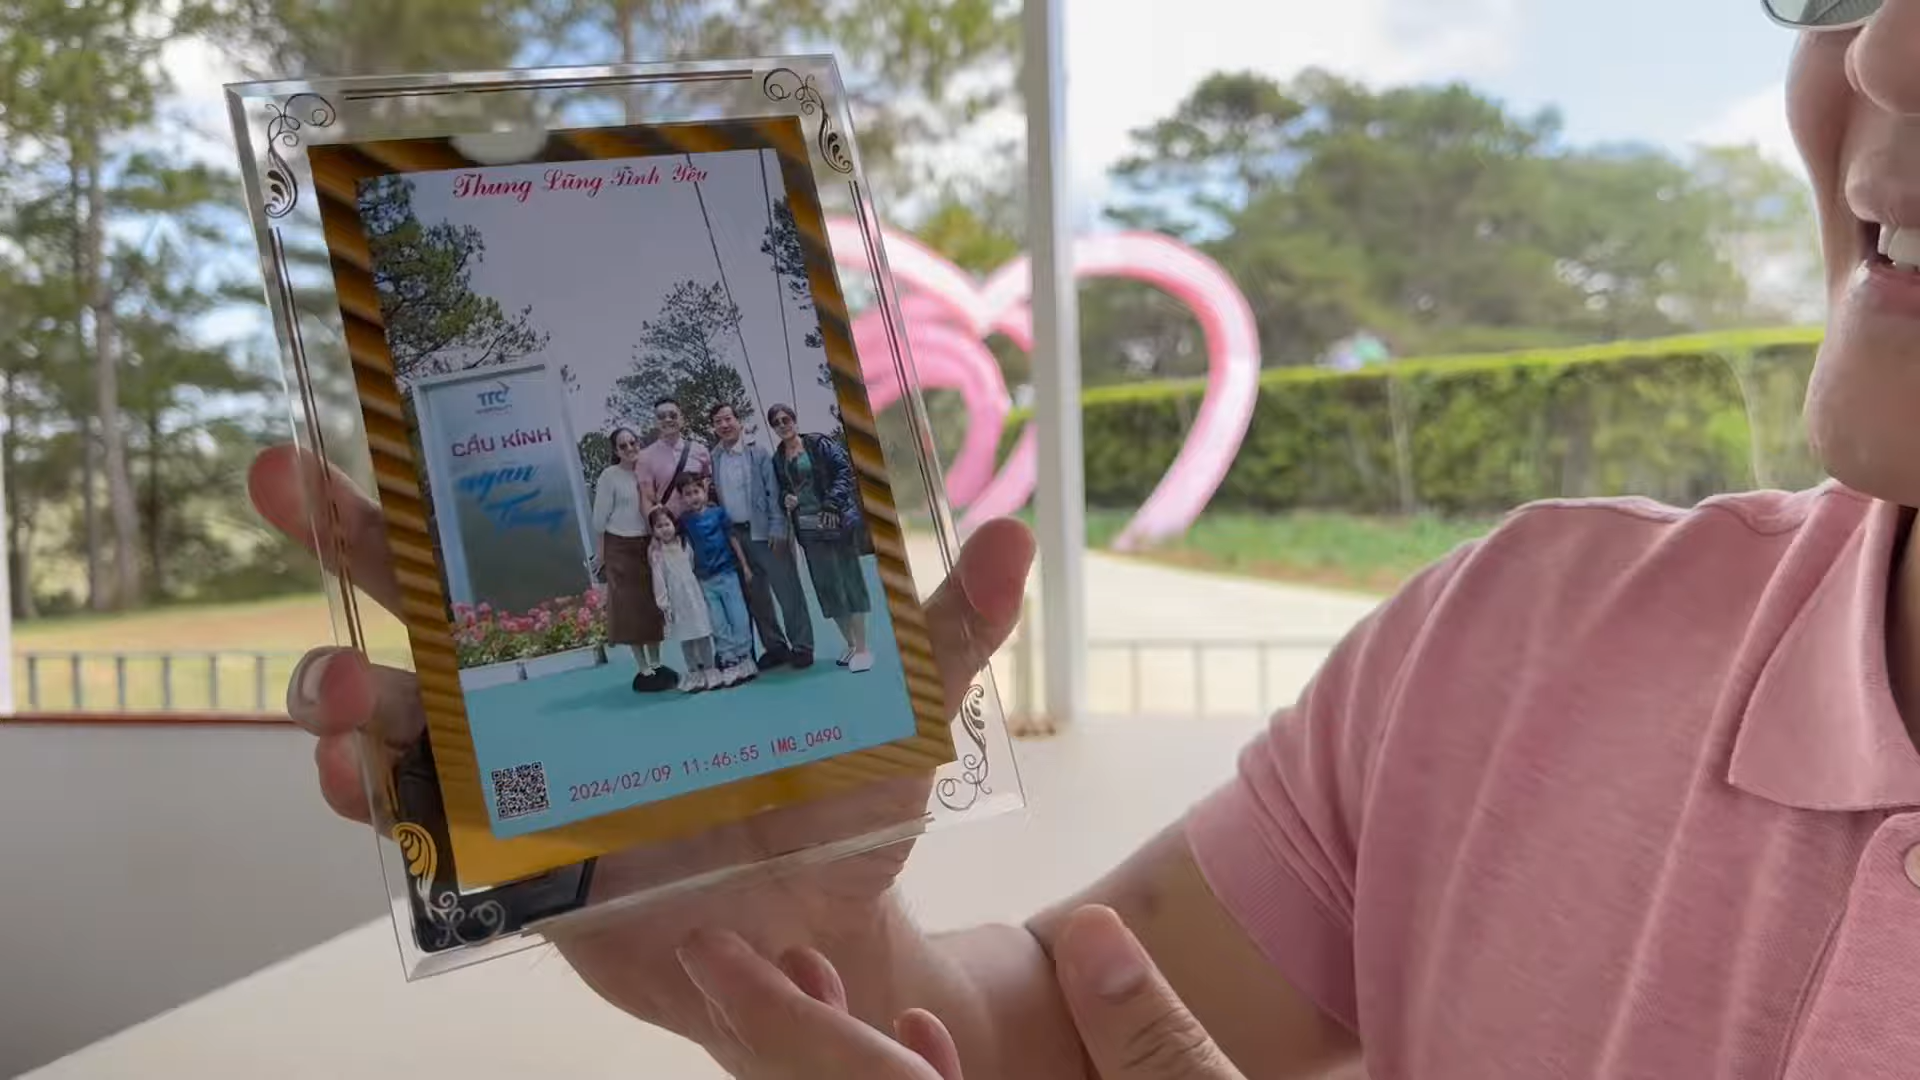 Thung Lũng Tình Yêu
TTC
CẦU KÍNH
2024/02/09 11:46:55 IMG_0490